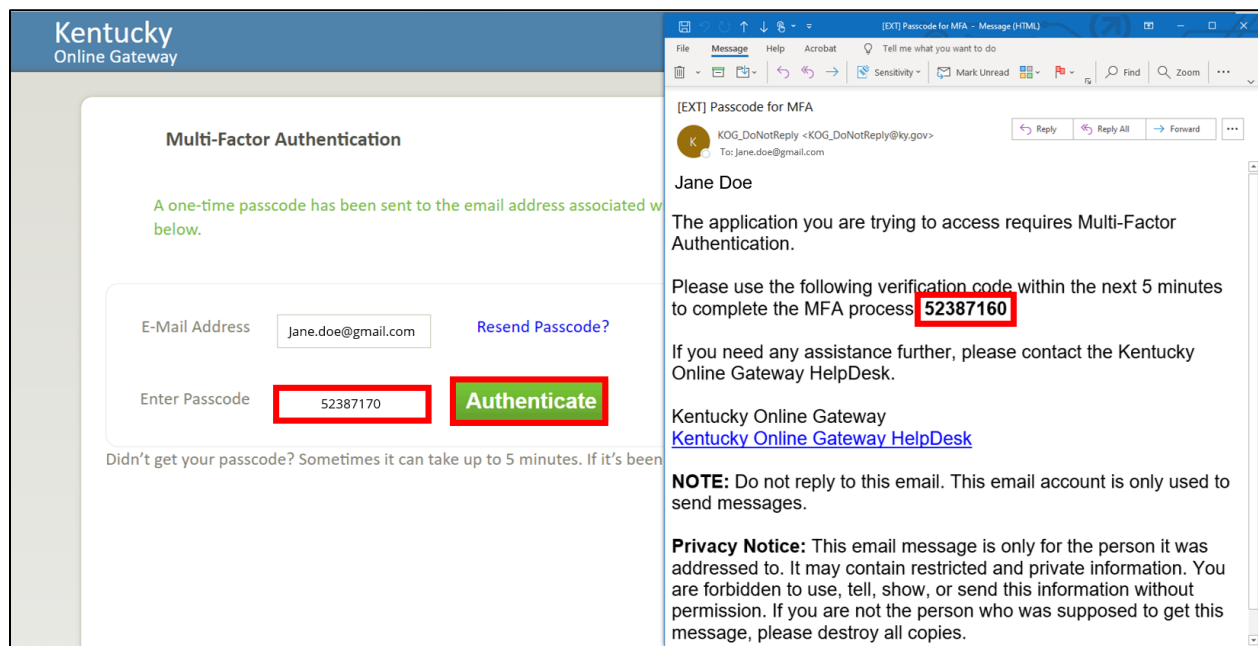 Kentucky
Online Gateway
Multi-Factor Authentication
A one-time passcode has been sent to the email address associated w
below.
E-Mail Address
Jane.doe@gmail.com
Resend Passcode?
Enter Passcode
52387170
Authenticate
Didn't get your passcode? Sometimes it can take up to 5 minutes. If it's been
[EXT] Passcode for MFA - Message (HTML)
File Message Help Acrobat Tell me what you want to do
Sensitivity Mark Unread Find Zoom
[EXT] Passcode for MFA
K
KOG_DoNotReply <KOG_DoNotReply@ky.gov>
To: Jane.doe@gmail.com
Reply Reply All Forward
Jane Doe
The application you are trying to access requires Multi-Factor
Authentication.
Please use the following verification code within the next 5 minutes
to complete the MFA process 52387160
If you need any assistance further, please contact the Kentucky
Online Gateway HelpDesk.
Kentucky Online Gateway
Kentucky Online Gateway HelpDesk
NOTE: Do not reply to this email. This email account is only used to
send messages.
Privacy Notice: This email message is only for the person it was
addressed to. It may contain restricted and private information. You
are forbidden to use, tell, show, or send this information without
permission. If you are not the person who was supposed to get this
message, please destroy all copies.